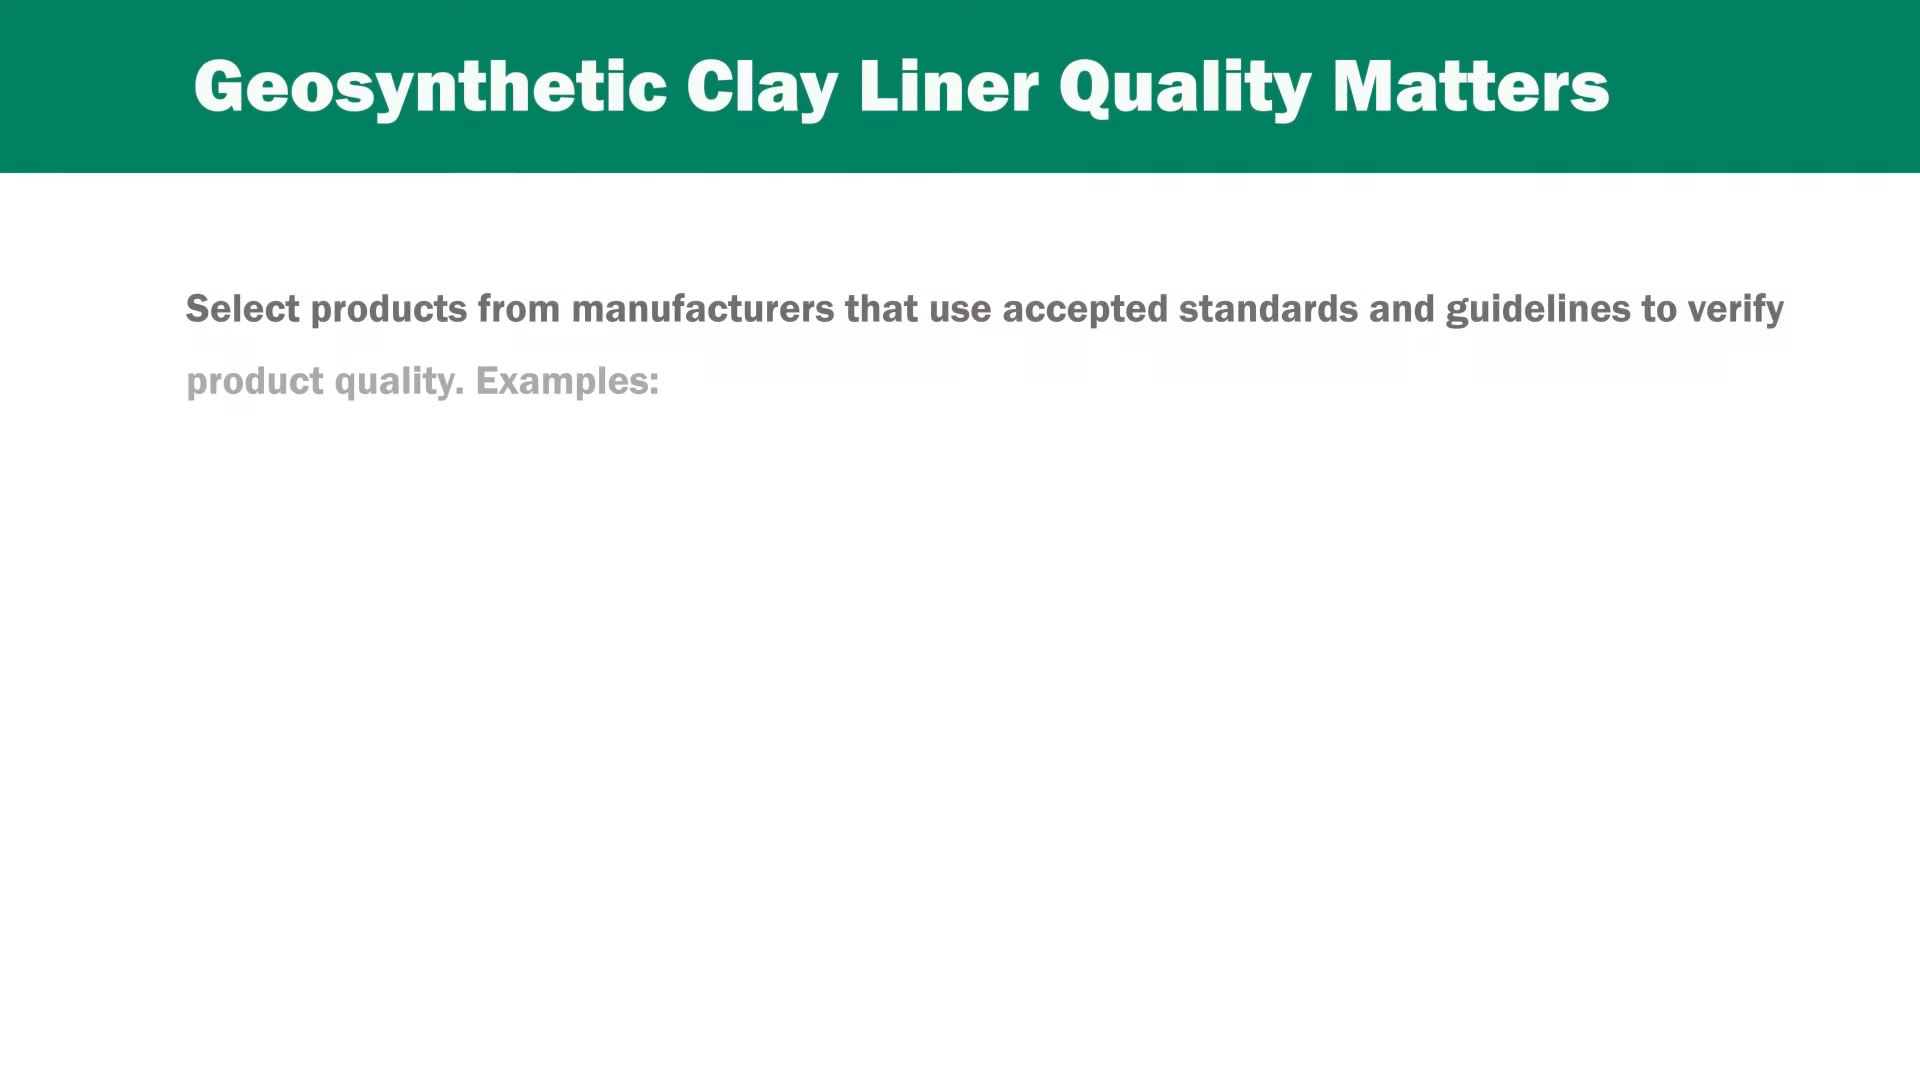 Geosynthetic Clay Liner Quality Matters
Select products from manufacturers that use accepted standards and guidelines to verify
product quality. Examples: